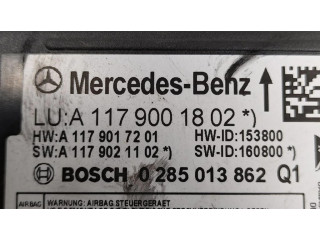 Mercedes-Benz
LU:A 117 900 18 02 *)
HW:A 117 901 72 01 HW-ID:153800
SW:A 117 902 11 02 *) SW-ID:160800 *)
BOSCH 0 285 013 862 Q1
AIRBAG WARNUNG AIRBAG STEUERGERAET